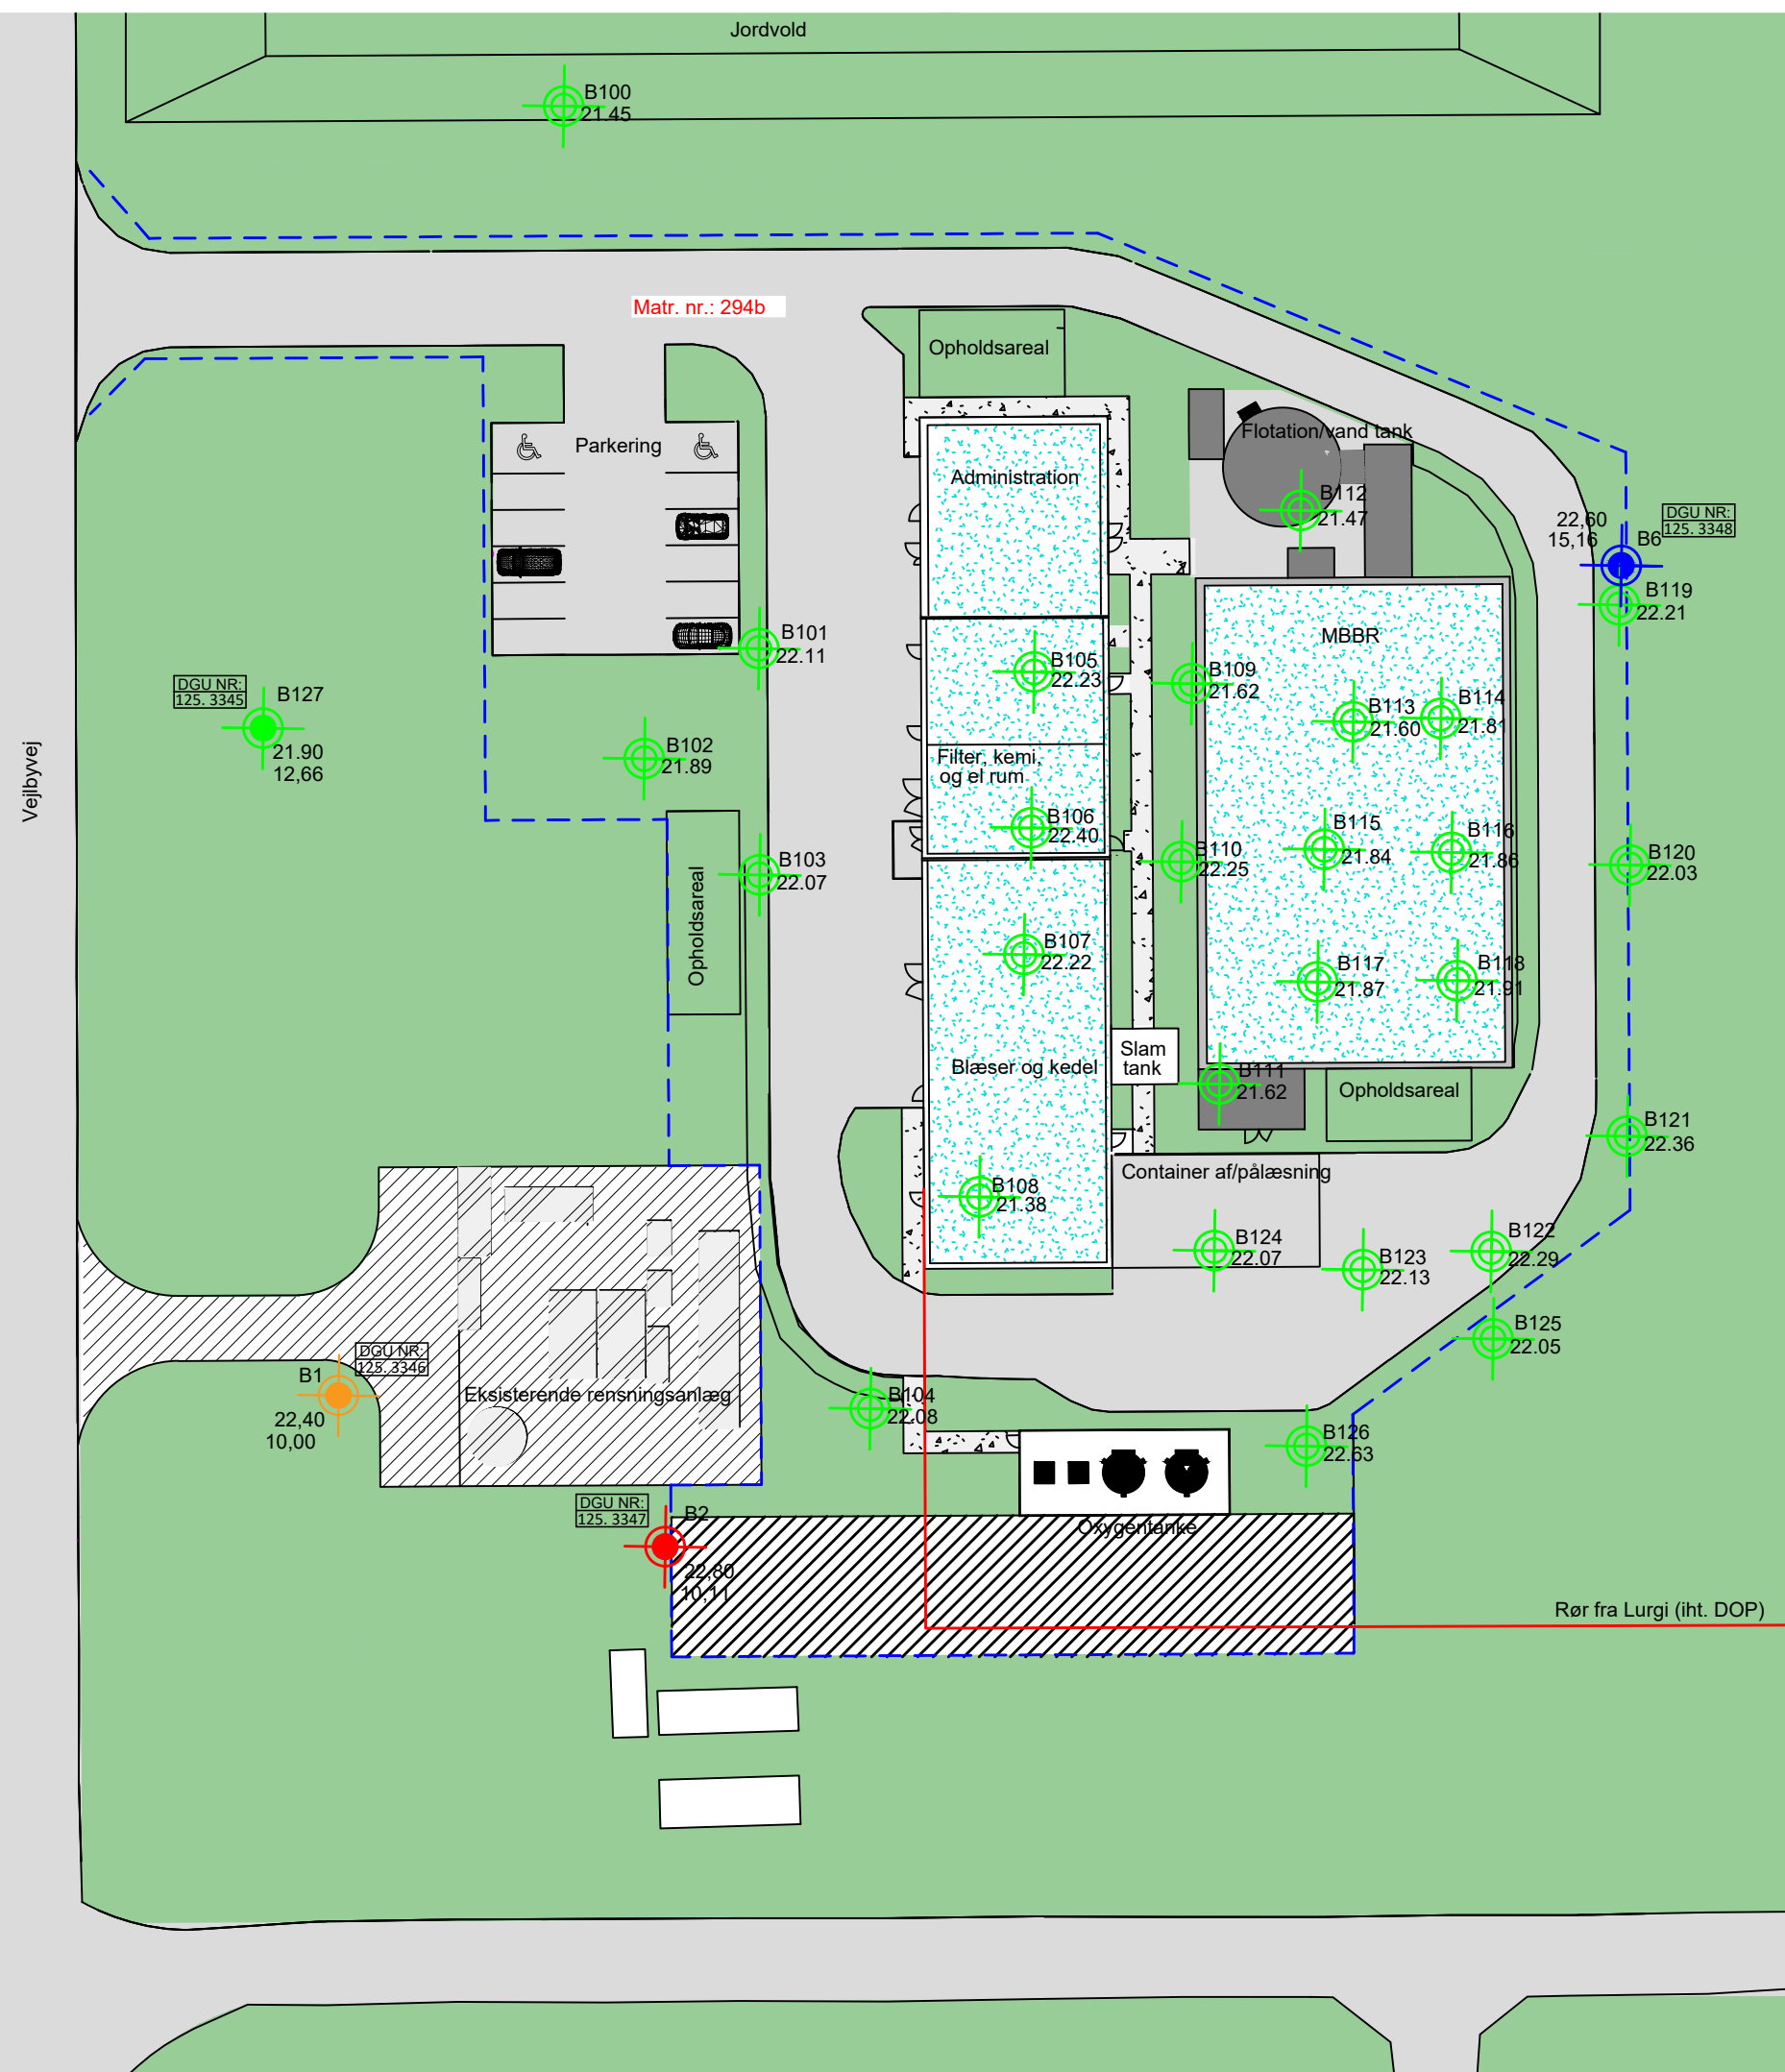 Jordvold
B100
21.45
Matr. nr.: 294b
Opholdsareal
Parkering
Flotation/vand tank
Administration
B112
21.47
22,60
15,16
B6
DGU NR:
125. 3348
B119
22.21
B101
22.11
MBBR
B105
22.23
B109
21.62
B113
21.60
B114
21.81
DGU NR:
125. 3345
B127
21.90
12,66
B102
21.89
Vejlbyvej
Filter, kemi,
og el rum
B106
22.40
B110
22.25
B115
21.84
B116
21.86
B120
22.03
B103
22.07
Opholdsareal
B107
22.22
B117
21.87
B118
21.91
Slam
tank
Blæser og kedel
B111
21.62
Opholdsareal
B121
22.36
Container af/pålæsning
B108
21.38
B124
22.07
B123
22.13
B122
22.29
B125
22.05
DGU NR:
125. 3346
B1
22,40
10,00
Eksisterende rensningsanlæg
B104
22.08
B126
22.63
DGU NR:
125. 3347
B2
22,80
10,11
Oxygentanke
Rør fra Lurgi (iht. DOP)